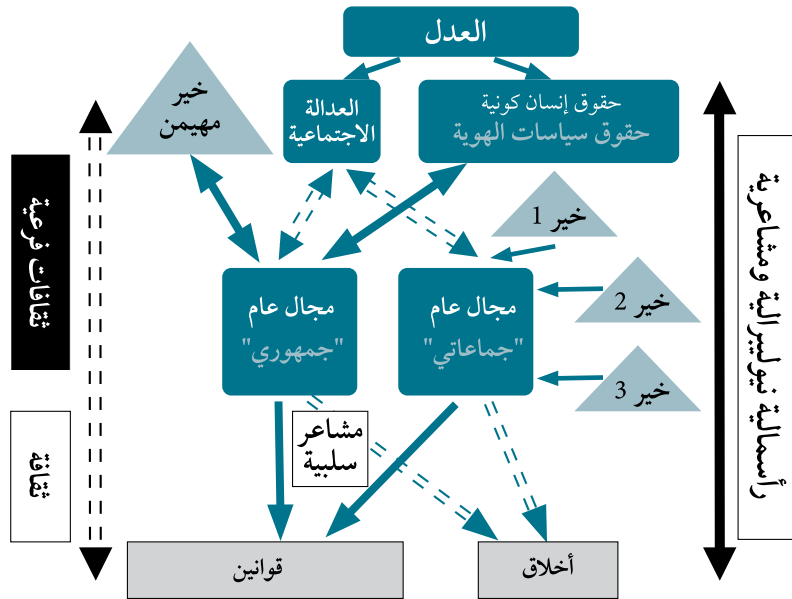 العدل
خير
مهيمن
العدالة
الاجتماعية
حقوق إنسان كونية
حقوق سياسات الهوية
خير 1
خير 2
خير 3
مجال عام
"جماعاتي"
مجال عام
"جمهوري"
مشاعر
سلبية
قوانين
أخلاق
ثقافات فرعية
ثقافة
رأسمالية نيوليبرالية ومشاعرية